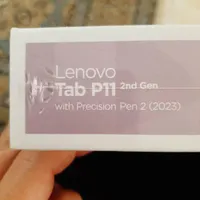 Lenovo
Tab P11 2nd Gen
with Precision Pen 2 (2023)